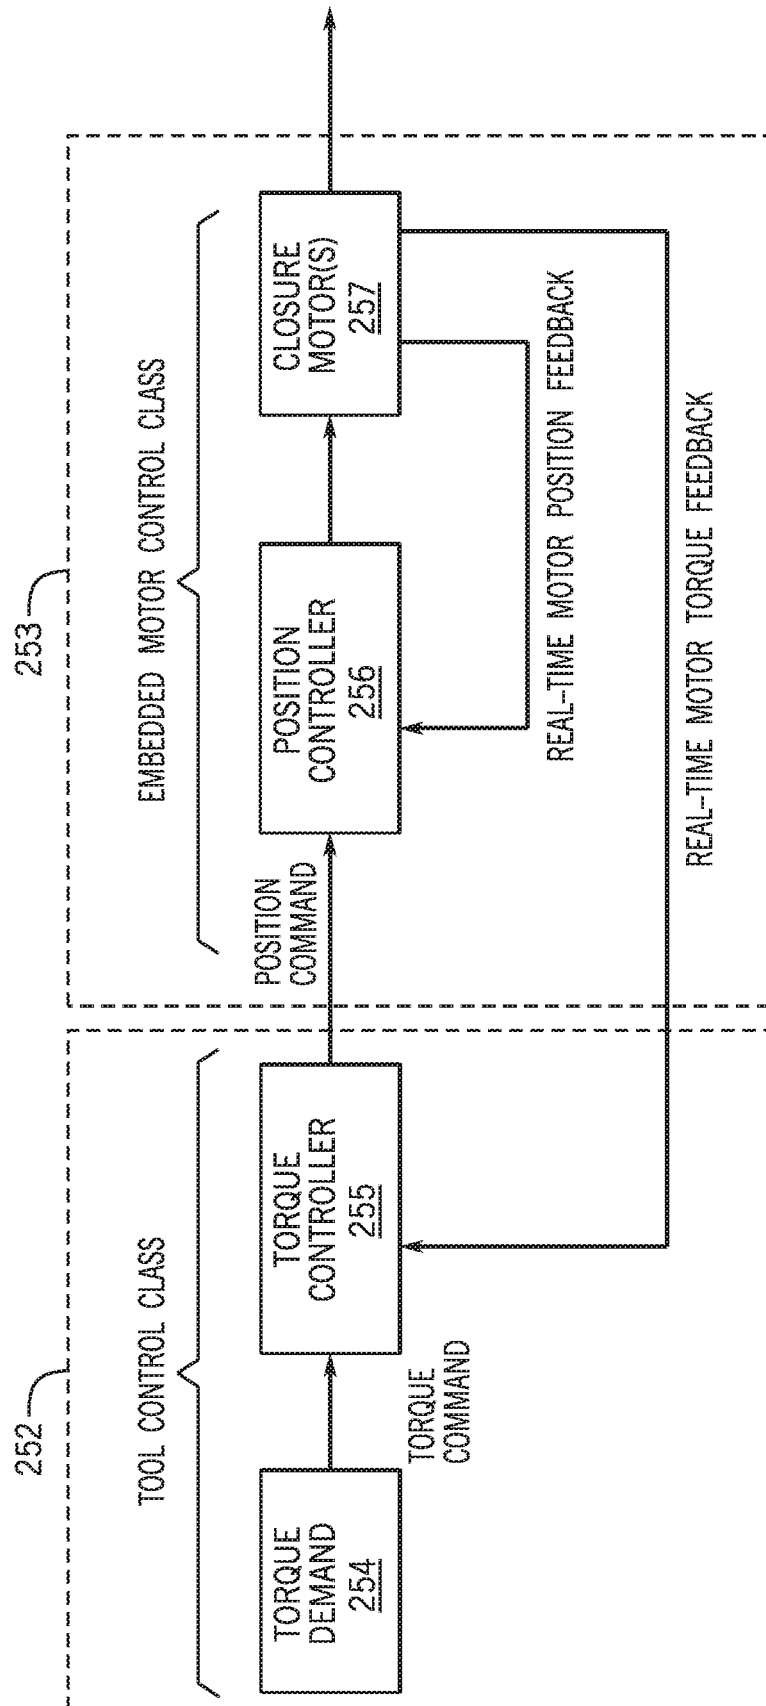 252
TOOL CONTROL CLASS
TORQUE
DEMAND
254
TORQUE
COMMAND
TORQUE
CONTROLLER
255
253
EMBEDDED MOTOR CONTROL CLASS
POSITION
COMMAND
POSITION
CONTROLLER
256
CLOSURE
MOTOR(S)
257
REAL-TIME MOTOR POSITION FEEDBACK
REAL-TIME MOTOR TORQUE FEEDBACK